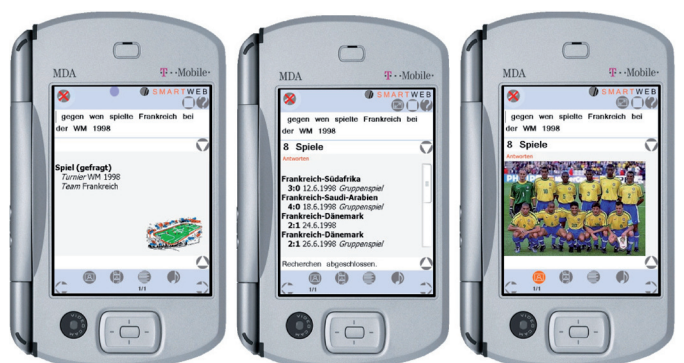 MDA
T··Mobile·
SMARTWEB
gegen wen spielte Frankreich bei
der WM 1998
Spiel (gefragt)
Turnier WM 1998
Team Frankreich
1/1
MDA
T··Mobile·
SMARTWEB
gegen wen spielte Frankreich bei
der WM 1998
8 Spiele
Antworten
Frankreich-Südafrika
3:0 12.6.1998 Gruppenspiel
Frankreich-Saudi-Arabien
4:0 18.6.1998 Gruppenspiel
Frankreich-Dänemark
2:1 24.6.1998
Frankreich-Dänemark
2:1 26.6.1998 Gruppenspiel
Recherchen abgeschlossen.
1/1
MDA
T··Mobile·
SMARTWEB
gegen wen spielte Frankreich bei
der WM 1998
8 Spiele
Antworten
1/1